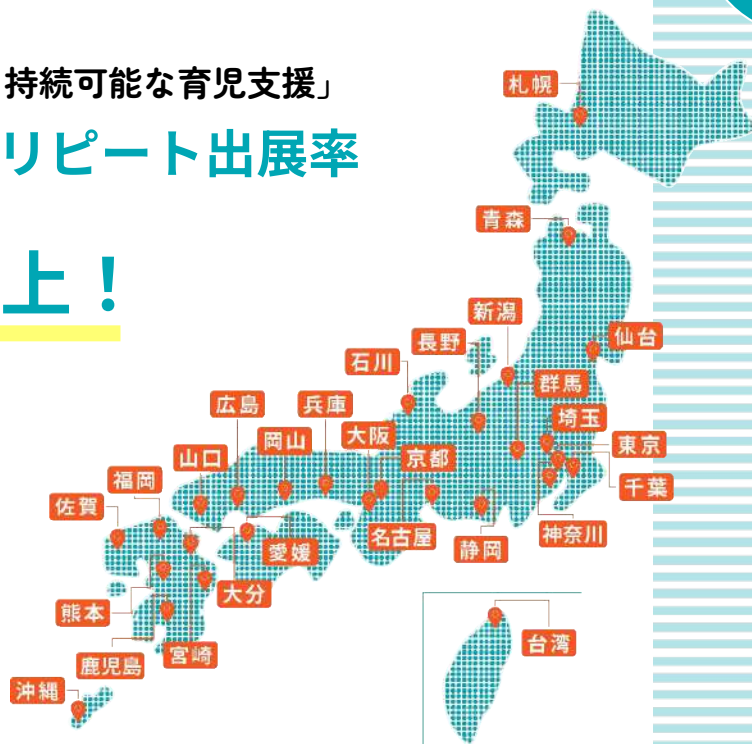 持続可能な育児支援」
リピート出展率
上！
札幌
青森
新潟
仙台
長野
石川
群馬
広島
兵庫
埼玉
岡山
大阪
東京
山口
京都
福岡
千葉
佐賀
名古屋
神奈川
静岡
愛媛
大分
熊本
宮崎
鹿児島
台湾
沖縄